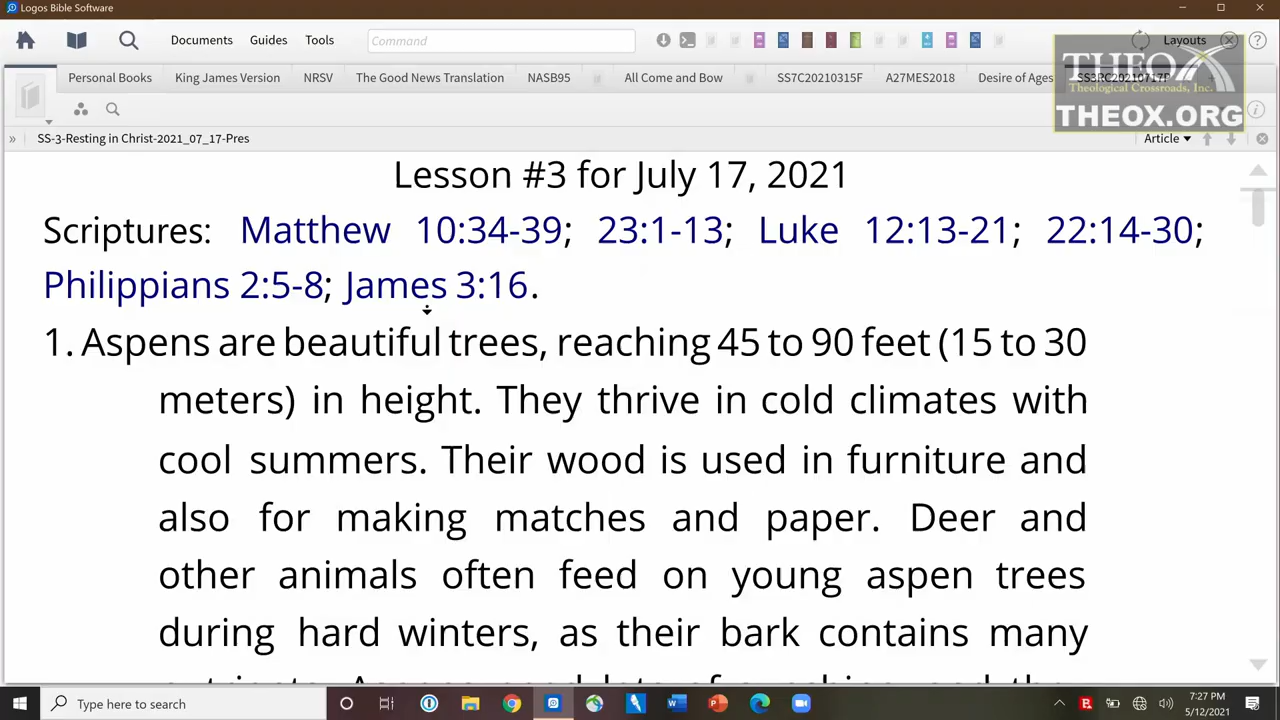 Logos Bible Software
Documents Guides Tools Command Layouts
Personal Books King James Version NRSV The Good News Translation NASB95 All Come and Bow SS7C20210315F A27MES2018 Desire of Ages SS3RC20210717P
THEOX
Theological Crossroads, Inc.
THEOX.ORG
SS-3-Resting in Christ-2021_07_17-Pres Article
Lesson #3 for July 17, 2021
Scriptures: Matthew 10:34-39; 23:1-13; Luke 12:13-21; 22:14-30;
Philippians 2:5-8; James 3:16.
1. Aspens are beautiful trees, reaching 45 to 90 feet (15 to 30
meters) in height. They thrive in cold climates with
cool summers. Their wood is used in furniture and
also for making matches and paper. Deer and
other animals often feed on young aspen trees
during hard winters, as their bark contains many
Type here to search
7:27 PM
5/12/2021